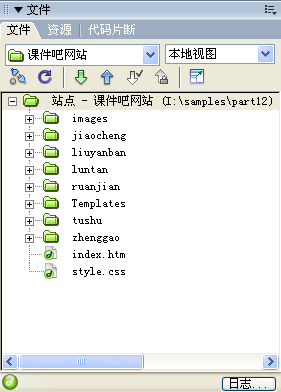 文件
文件 资源 代码片断
课件吧网站 本地视图
站点 - 课件吧网站 (I:\samples\part12)
images
jiaocheng
liuyanban
luntan
ruanjian
Templates
tushu
zhenggao
index.htm
style.css
日志...